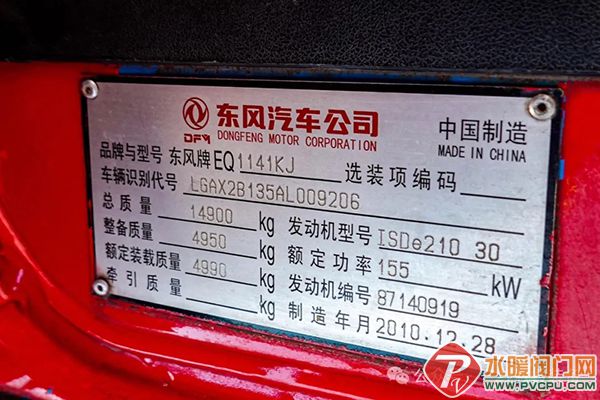 东风汽车公司
DFM
DONGFENG MOTOR CORPORATION
中国制造
MADE IN CHINA
品牌与型号 东风牌EQ1141KJ 选装项编码
车辆识别代号 LGAX2B135AL009206
总质量 14900 kg 发动机型号 ISDe210 30
整备质量 4950 kg 额定功率 155 kW
额定装载质量 4990 kg 发动机编号 87140919
牵引质量 kg 制造年月 2010.12.28
水暖阀门网
WWW.PVCPU.COM